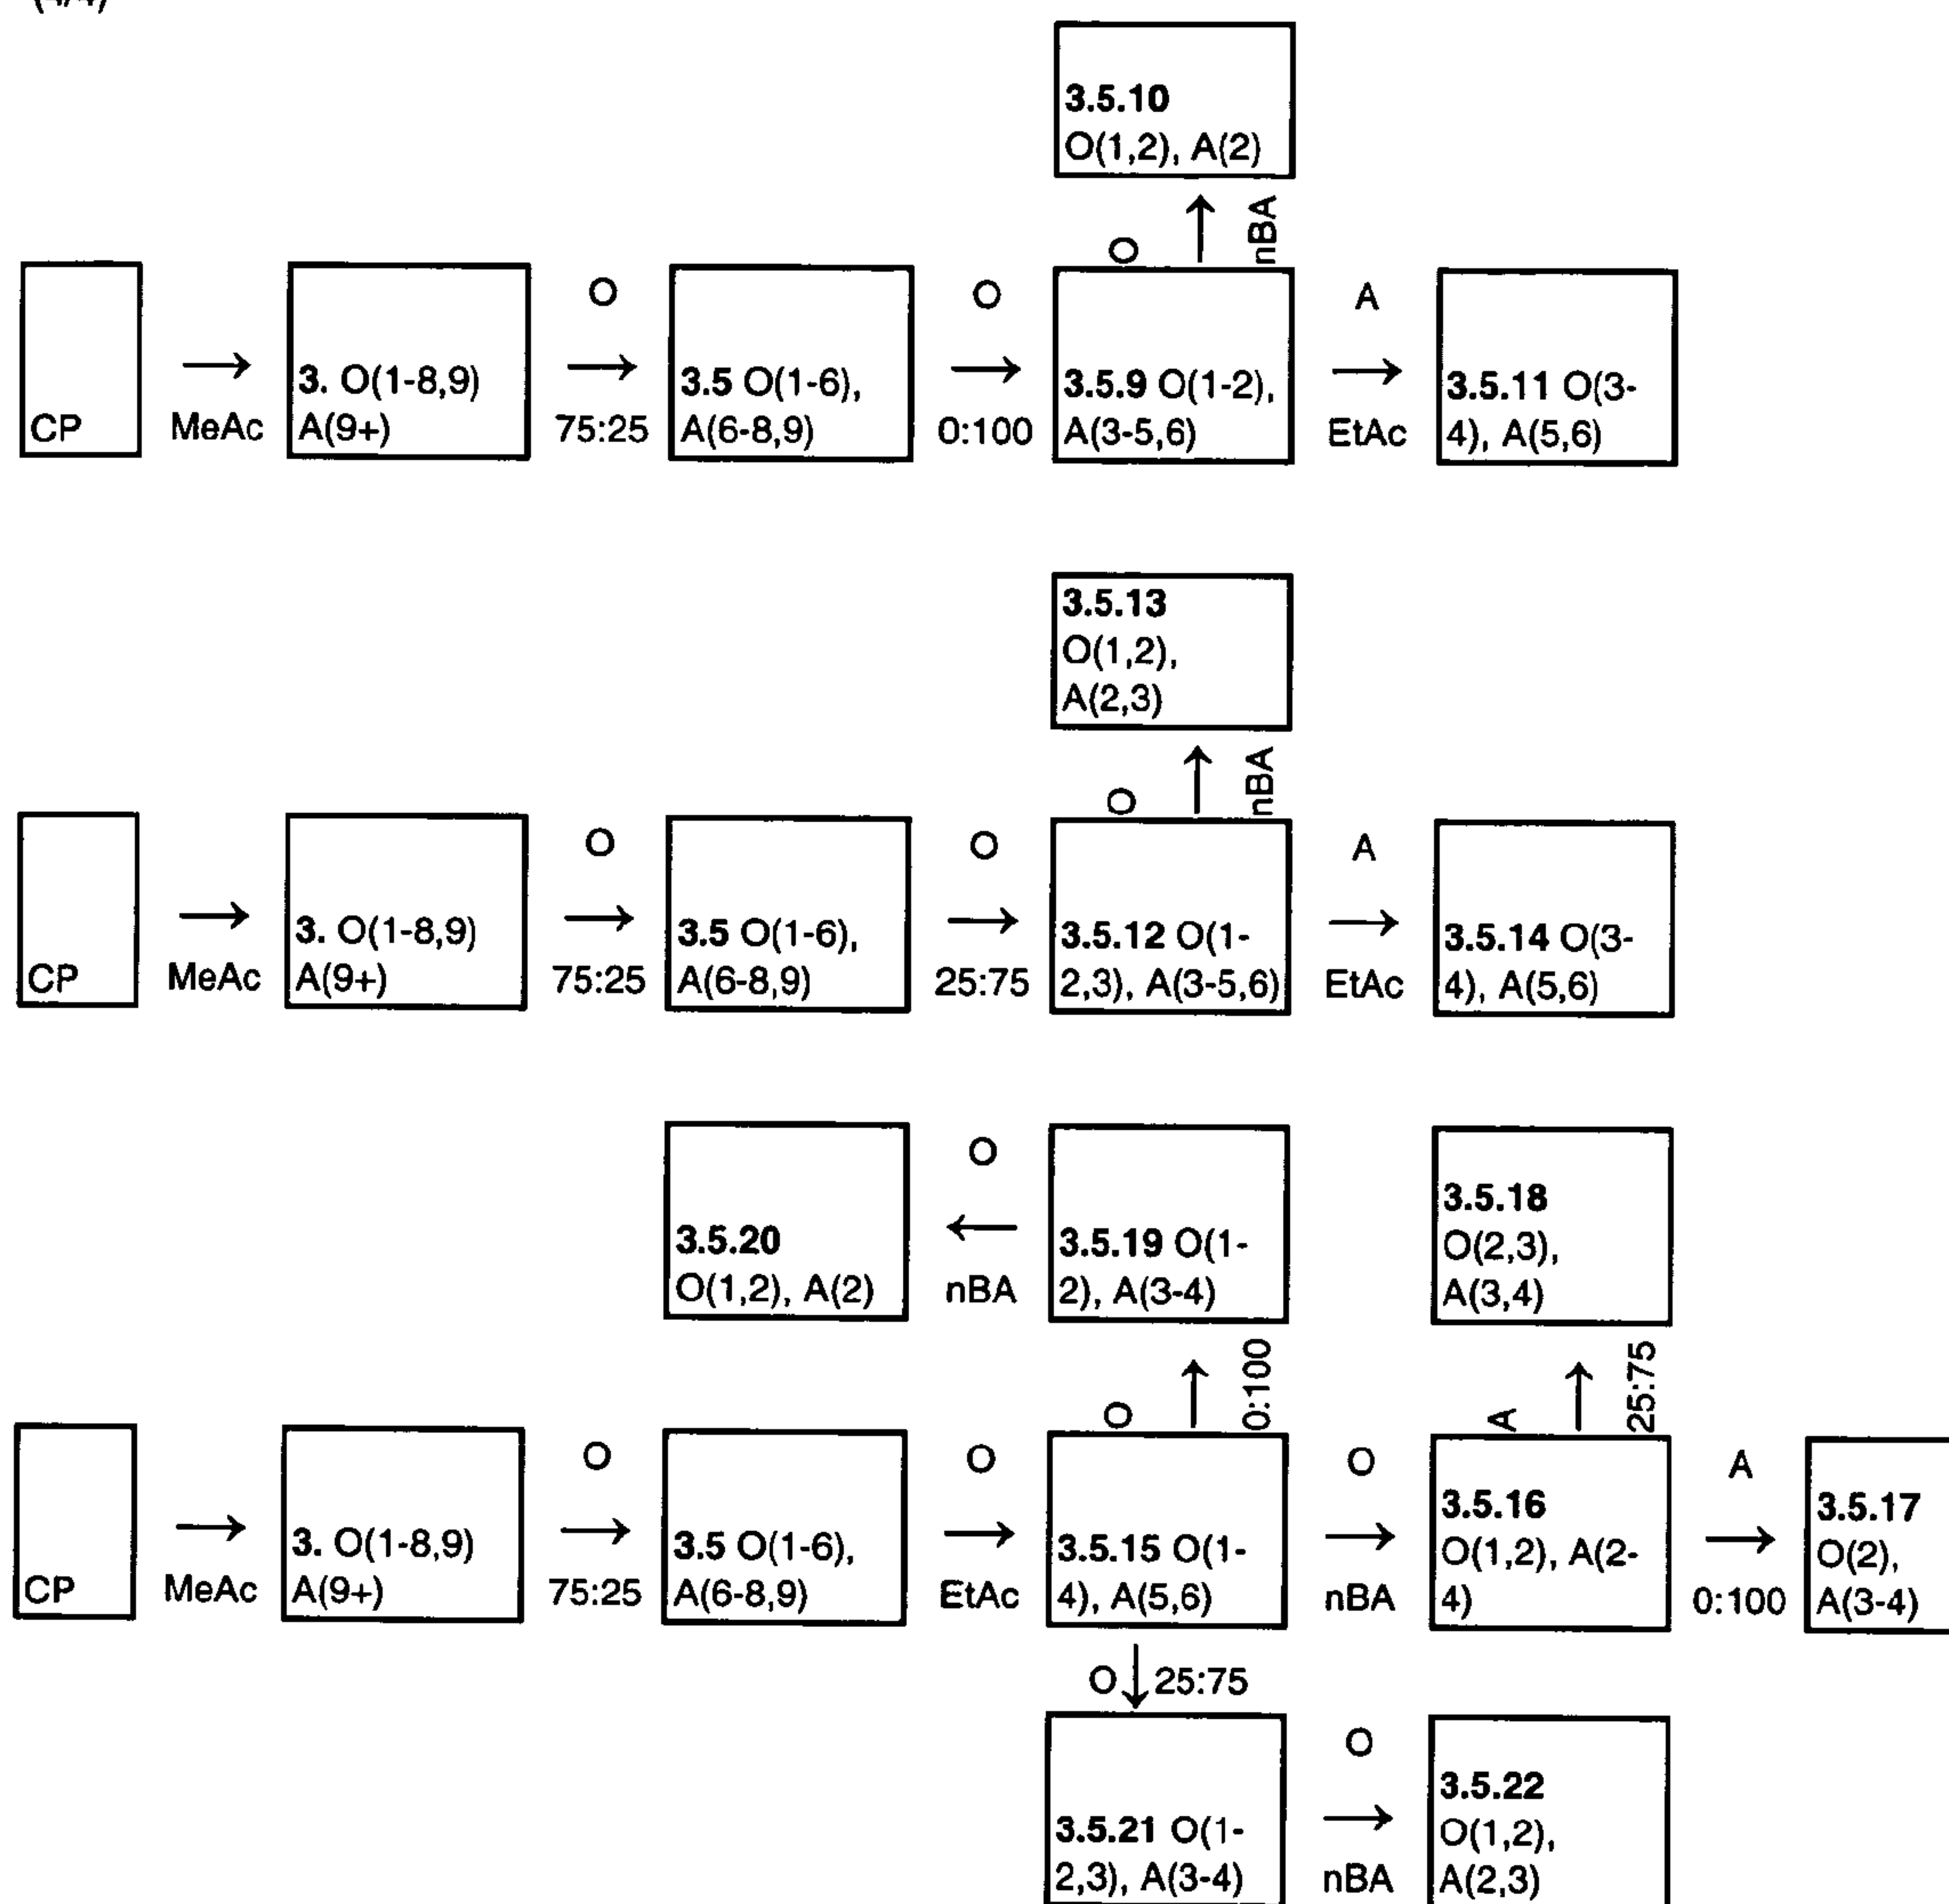 3.5.10
O(1,2), A(2)
O
nBA
CP
MeAc
3. O(1-8,9)
A(9+)
O
75:25
3.5 O(1-6),
A(6-8,9)
O
0:100
3.5.9 O(1-2),
A(3-5,6)
A
EtAc
3.5.11 O(3-
4), A(5,6)
3.5.13
O(1,2),
A(2,3)
O
nBA
CP
MeAc
3. O(1-8,9)
A(9+)
O
75:25
3.5 O(1-6),
A(6-8,9)
O
25:75
3.5.12 O(1-
2,3), A(3-5,6)
A
EtAc
3.5.14 O(3-
4), A(5,6)
3.5.20
O(1,2), A(2)
O
nBA
3.5.19 O(1-
2), A(3-4)
3.5.18
O(2,3),
A(3,4)
O
0:100
A
25:75
CP
MeAc
3. O(1-8,9)
A(9+)
O
75:25
3.5 O(1-6),
A(6-8,9)
O
EtAc
3.5.15 O(1-
4), A(5,6)
O
nBA
3.5.16
O(1,2), A(2-
4)
A
0:100
3.5.17
O(2),
A(3-4)
O
25:75
3.5.21 O(1-
2,3), A(3-4)
O
nBA
3.5.22
O(1,2),
A(2,3)